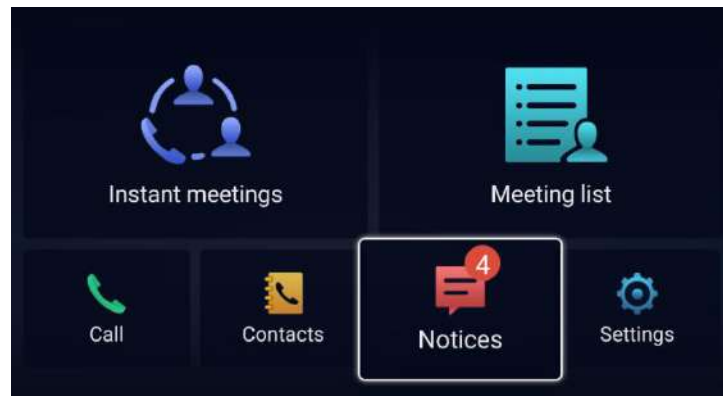 Instant meetings
Meeting list
4
Call
Contacts
Notices
Settings